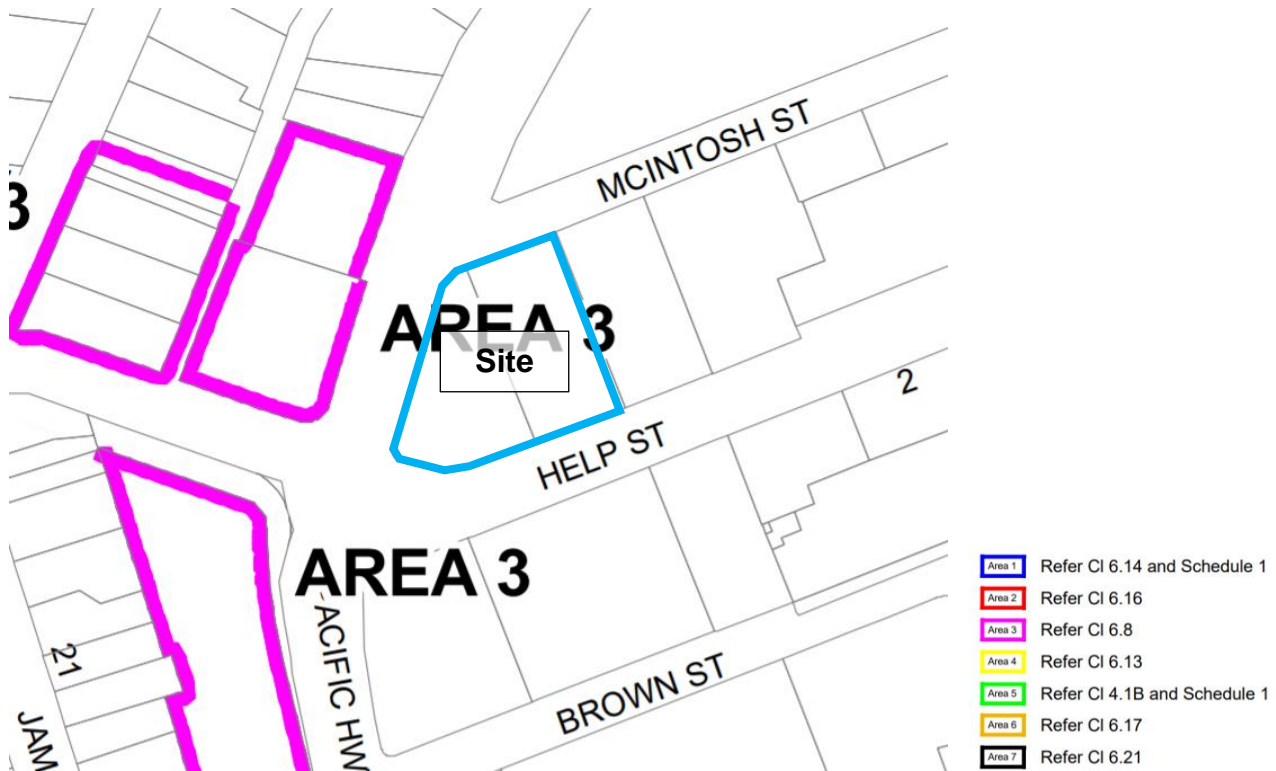 MCINTOSH ST
3
AREA 3
Site
2
HELP ST
AREA 3
ACIFIC HW
21
BROWN ST
JAM
Area 1 Refer Cl 6.14 and Schedule 1
Area 2 Refer Cl 6.16
Area 3 Refer Cl 6.8
Area 4 Refer Cl 6.13
Area 5 Refer Cl 4.1B and Schedule 1
Area 6 Refer Cl 6.17
Area 7 Refer Cl 6.21